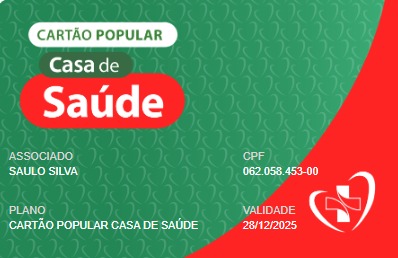 CARTÃO POPULAR
Casa de
Saúde
ASSOCIADO
SAULO SILVA
CPF
062.058.453-00
PLANO
CARTÃO POPULAR CASA DE SAÚDE
VALIDADE
28/12/2025